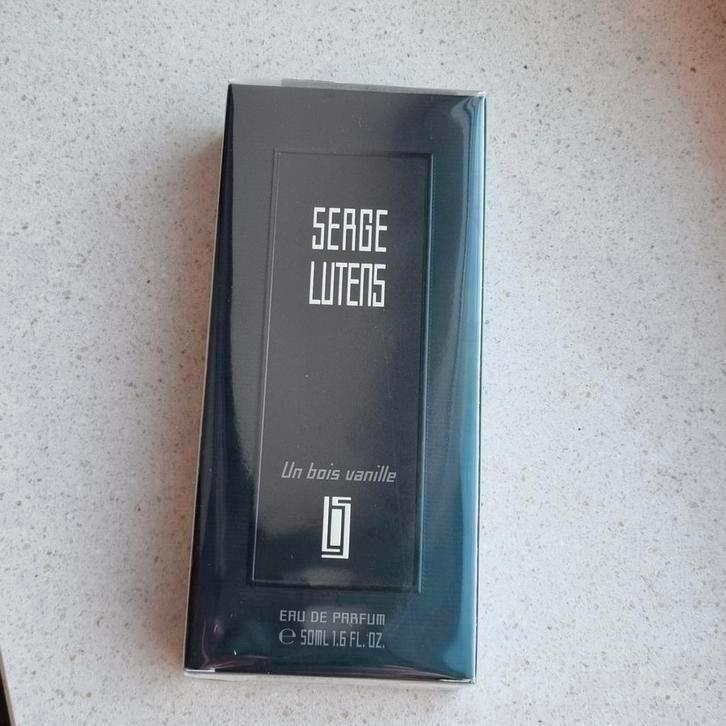 SERGE
LUTENS
Un bois vanille
EAU DE PARFUM
℮ 50ML 1.6 FL. OZ.